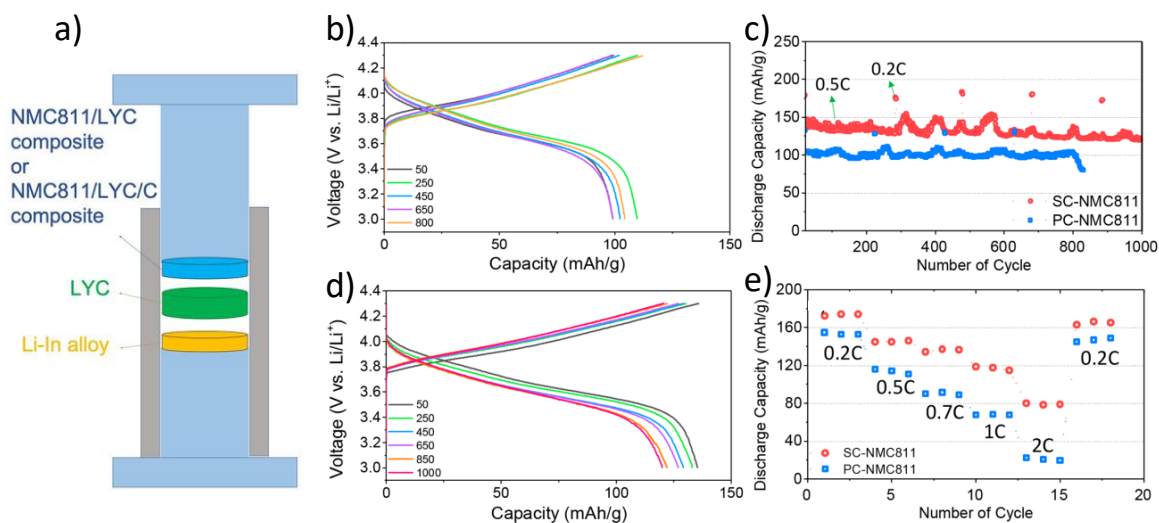 a)
NMC811/LYC
composite
or
NMC811/LYC/C
composite
LYC
Li-In alloy
b)
4.4
4.2
4.0
3.8
3.6
3.4
3.2
3.0
Voltage (V vs. Li/Li⁺)
50
250
450
650
800
0
50
100
150
Capacity (mAh/g)
c)
250
200
150
100
50
0
Discharge Capacity (mAh/g)
0.5C
0.2C
SC-NMC811
PC-NMC811
200
400
600
800
1000
Number of Cycle
d)
4.4
4.2
4.0
3.8
3.6
3.4
3.2
3.0
Voltage (V vs. Li/Li⁺)
50
250
450
650
850
1000
0
50
100
150
Capacity (mAh/g)
e)
200
160
120
80
40
0
Discharge Capacity (mAh/g)
0.2C
0.5C
0.7C
1C
2C
0.2C
SC-NMC811
PC-NMC811
0
5
10
15
20
Number of Cycle